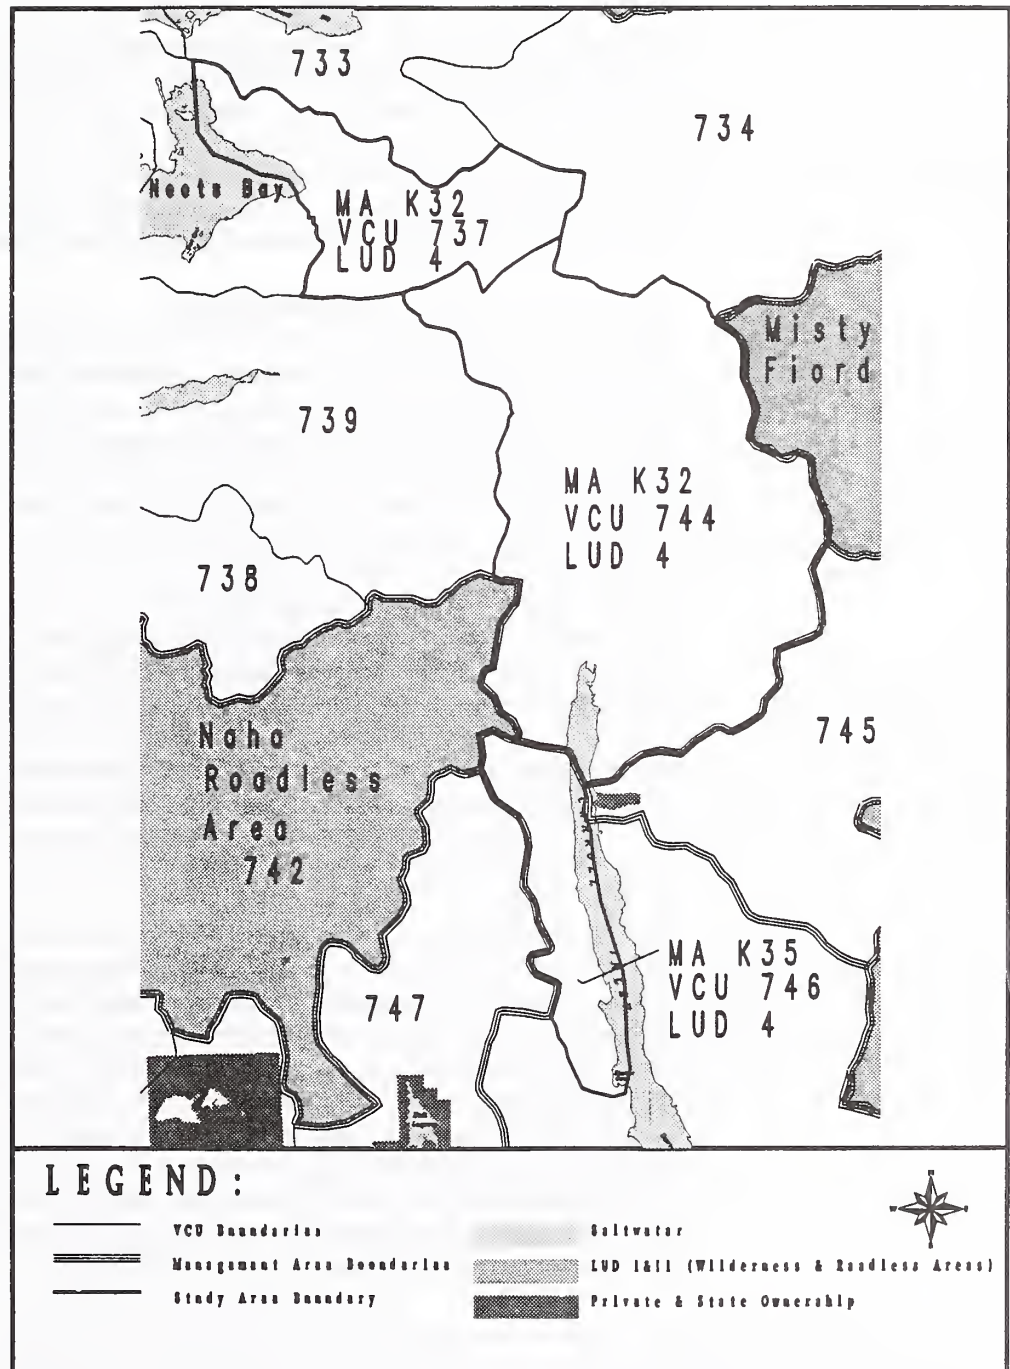 733
734
Neets Bay
MA K32
VCU 737
LUD 4
Misty
Fiord
739
MA K32
VCU 744
LUD 4
738
745
Naha
Roadless
Area
742
MA K35
VCU 746
LUD 4
747
LEGEND:
VCU Boundaries
Management Area Boundaries
Study Area Boundary
Saltwater
LUD I&II (Wilderness & Roadless Areas)
Private & State Ownership